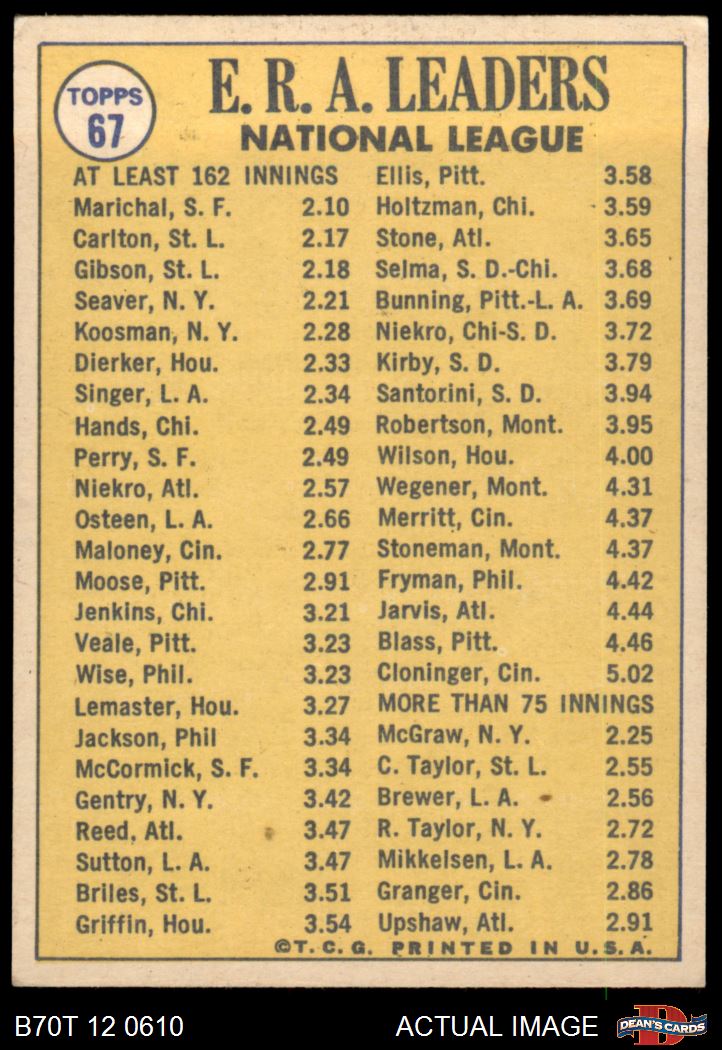 TOPPS
67
E. R. A. LEADERS
NATIONAL LEAGUE
AT LEAST 162 INNINGS
Marichal, S. F. 2.10
Carlton, St. L. 2.17
Gibson, St. L. 2.18
Seaver, N. Y. 2.21
Koosman, N. Y. 2.28
Dierker, Hou. 2.33
Singer, L. A. 2.34
Hands, Chi. 2.49
Perry, S. F. 2.49
Niekro, Atl. 2.57
Osteen, L. A. 2.66
Maloney, Cin. 2.77
Moose, Pitt. 2.91
Jenkins, Chi. 3.21
Veale, Pitt. 3.23
Wise, Phil. 3.23
Lemaster, Hou. 3.27
Jackson, Phil 3.34
McCormick, S. F. 3.34
Gentry, N. Y. 3.42
Reed, Atl. 3.47
Sutton, L. A. 3.47
Briles, St. L. 3.51
Griffin, Hou. 3.54
Ellis, Pitt. 3.58
Holtzman, Chi. 3.59
Stone, Atl. 3.65
Selma, S. D.-Chi. 3.68
Bunning, Pitt.-L. A. 3.69
Niekro, Chi-S. D. 3.72
Kirby, S. D. 3.79
Santorini, S. D. 3.94
Robertson, Mont. 3.95
Wilson, Hou. 4.00
Wegener, Mont. 4.31
Merritt, Cin. 4.37
Stoneman, Mont. 4.37
Fryman, Phil. 4.42
Jarvis, Atl. 4.44
Blass, Pitt. 4.46
Cloninger, Cin. 5.02
MORE THAN 75 INNINGS
McGraw, N. Y. 2.25
C. Taylor, St. L. 2.55
Brewer, L. A. 2.56
R. Taylor, N. Y. 2.72
Mikkelsen, L. A. 2.78
Granger, Cin. 2.86
Upshaw, Atl. 2.91
©T. C. G. PRINTED IN U. S. A.
B70T 12 0610
ACTUAL IMAGE
D
DEAN'S CARDS